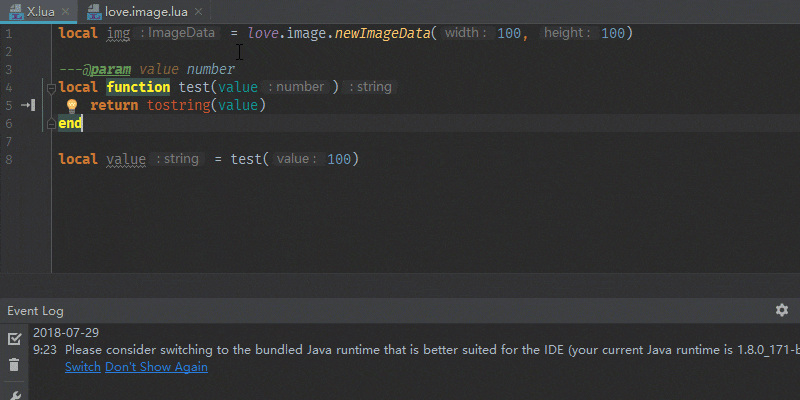 X.lua love.image.lua
1 local img : ImageData = love.image.newImageData( width: 100, height: 100)
2
3 ---@param value number
4 local function test(value : number ) : string
5 return tostring(value)
6 end
7
8 local value : string = test( value: 100)
Event Log
2018-07-29
9:23 Please consider switching to the bundled Java runtime that is better suited for the IDE (your current Java runtime is 1.8.0_171-b
Switch Don't Show Again